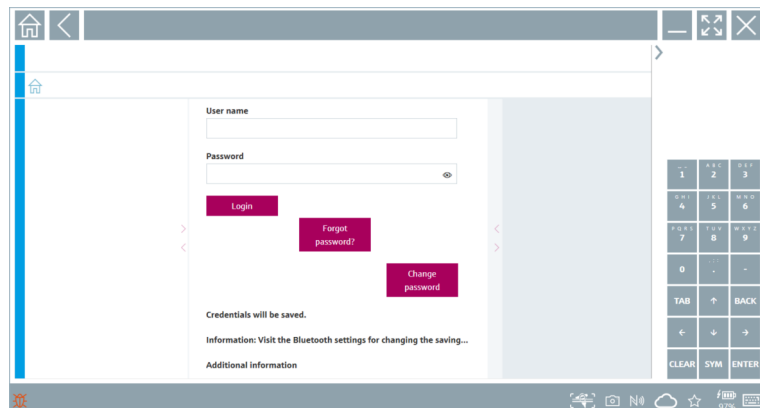 User name
Password
Login
Forgot
password?
Change
password
Credentials will be saved.
Information: Visit the Bluetooth settings for changing the saving...
Additional information
1
ABC
2
DEF
3
GHI
4
JKL
5
MNO
6
PQRS
7
TUV
8
WXYZ
9
0
.
-
TAB
↑
BACK
←
↓
→
CLEAR
SYM
ENTER
97%